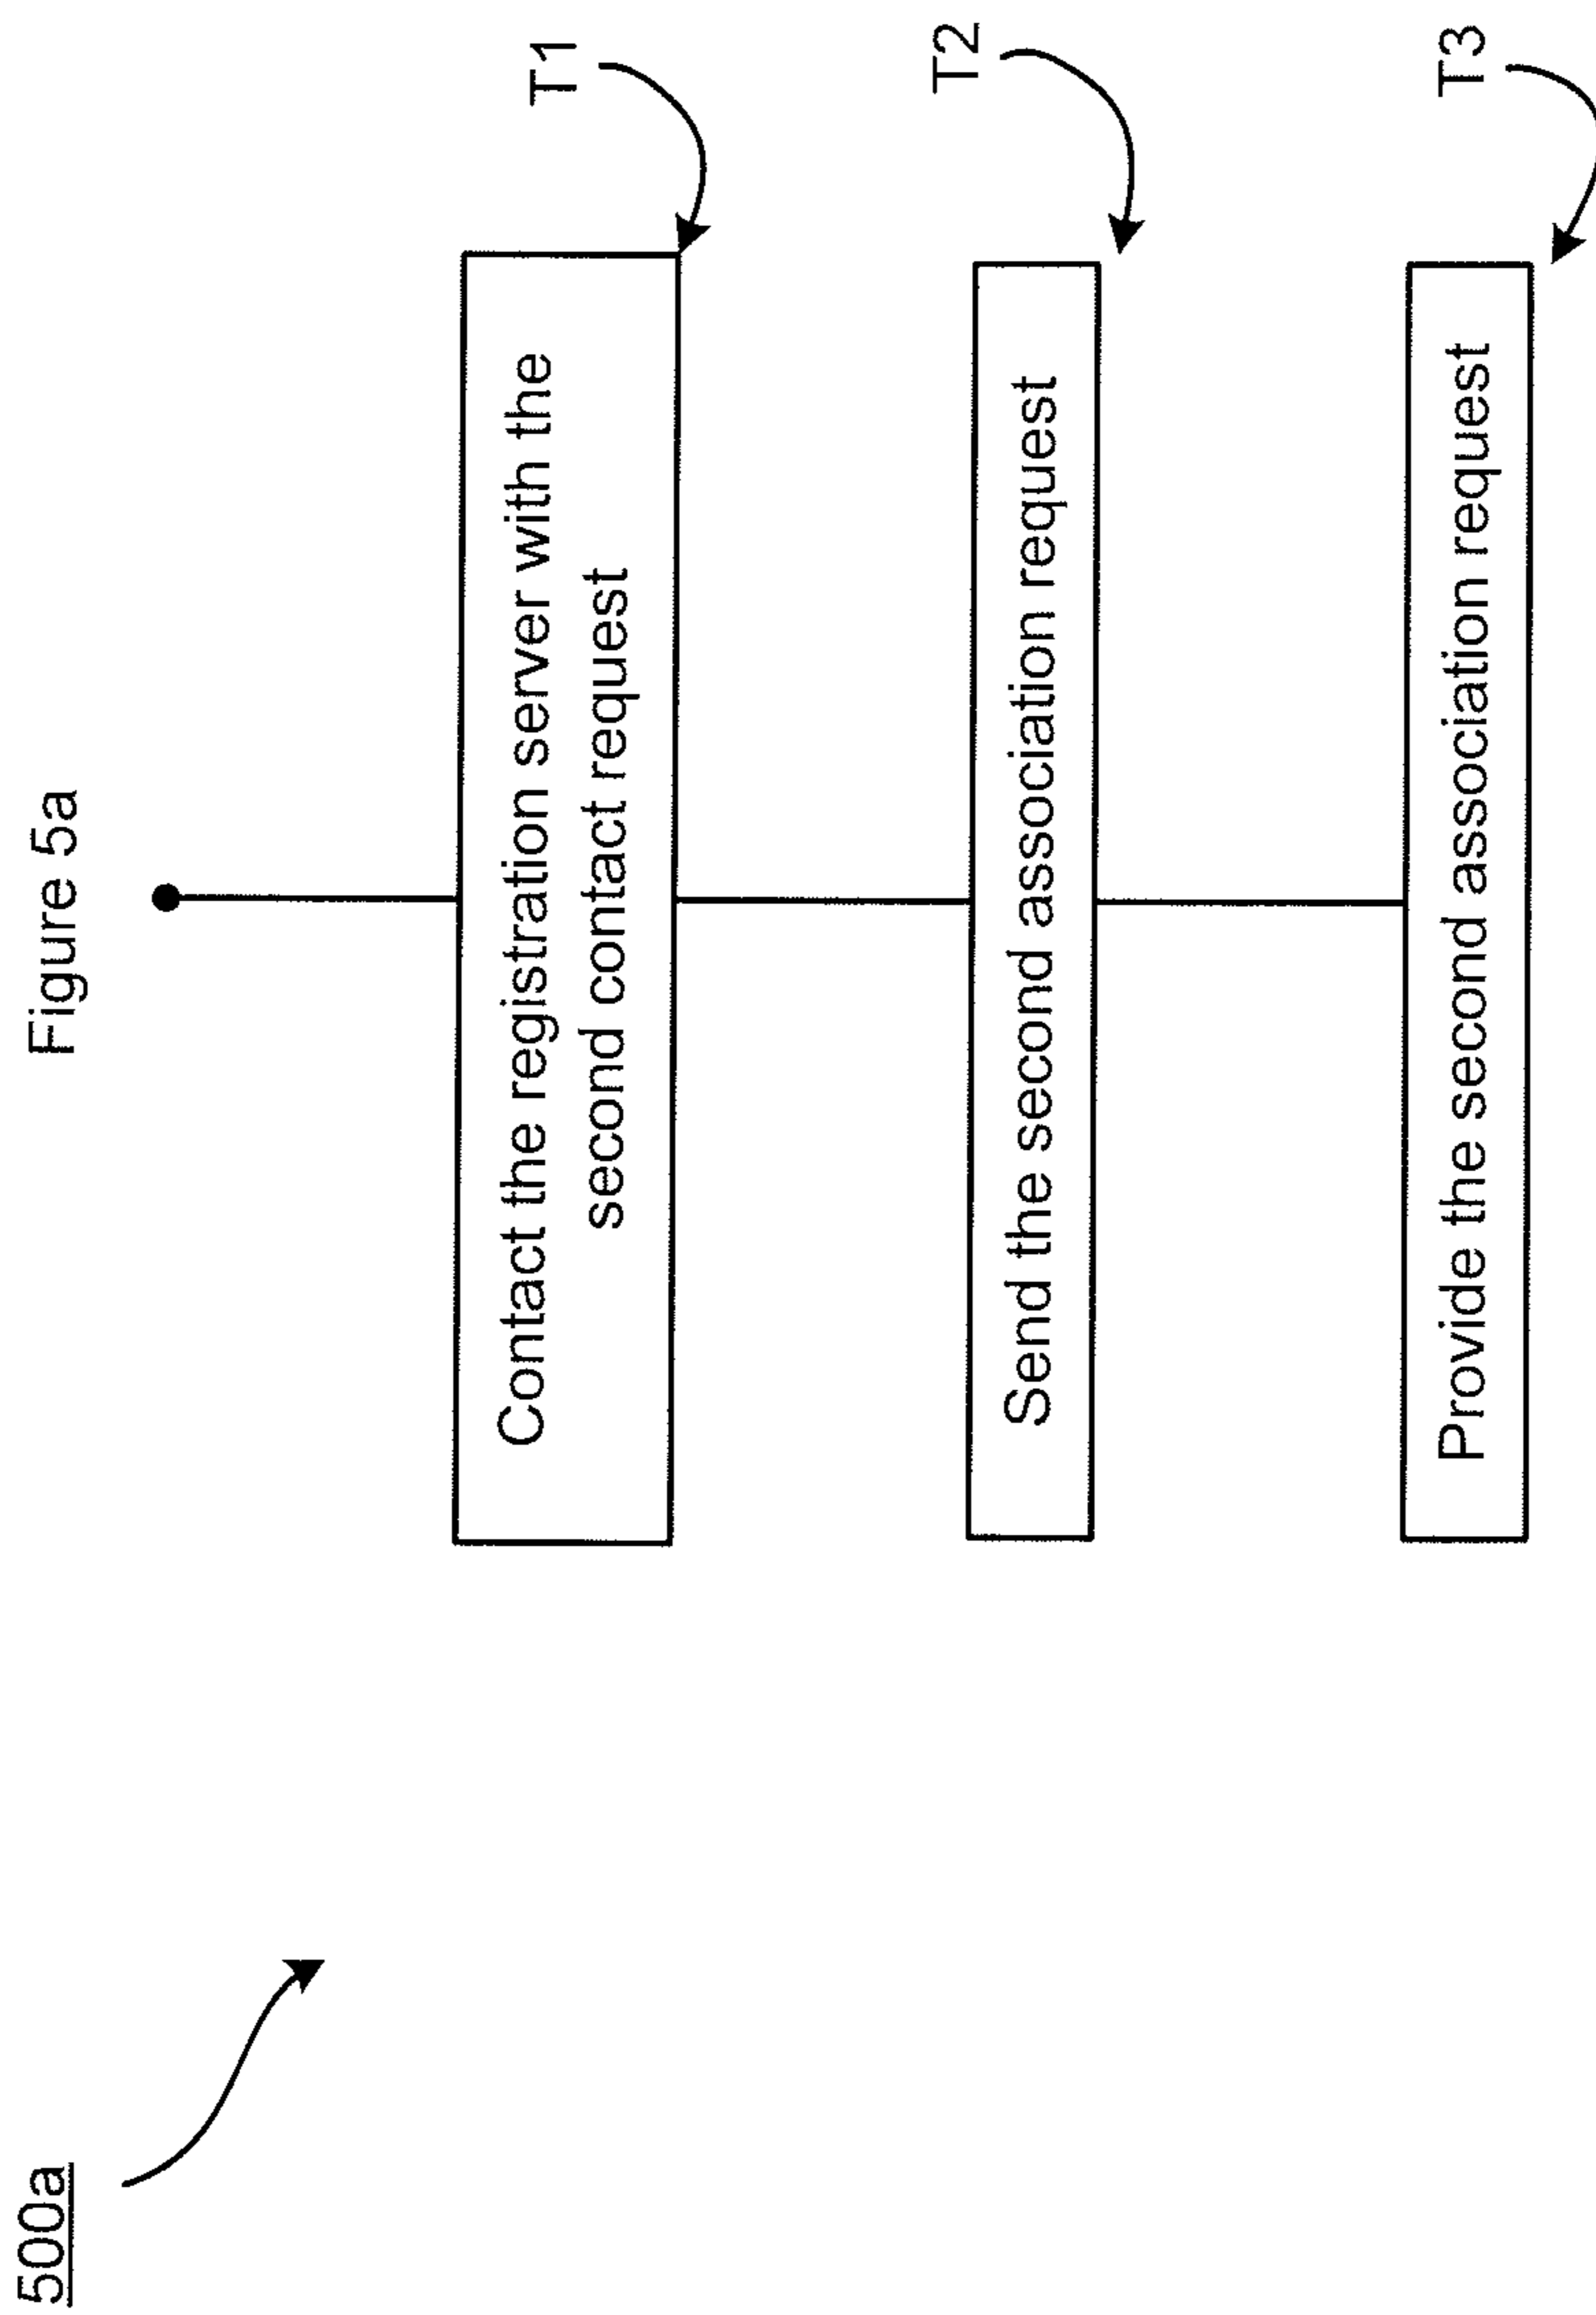 500a
Figure 5a
Contact the registration server with the
second contact request
T1
Send the second association request
T2
Provide the second association request
T3